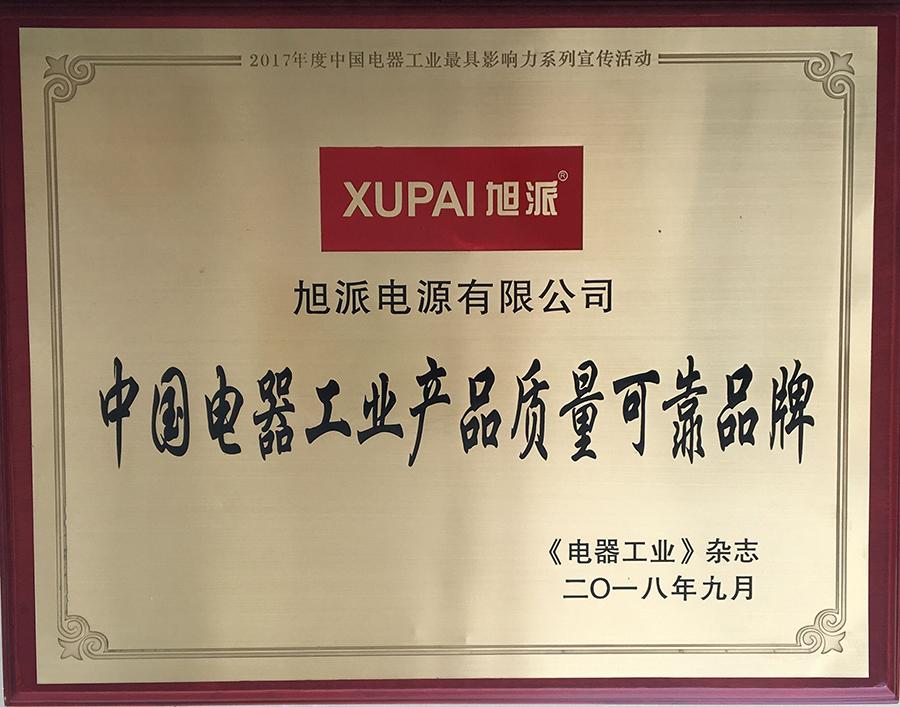 2017年度中国电器工业最具影响力系列宣传活动
XUPAI 旭派®
旭派电源有限公司
中国电器工业产品质量可靠品牌
《电器工业》杂志
二〇一八年九月